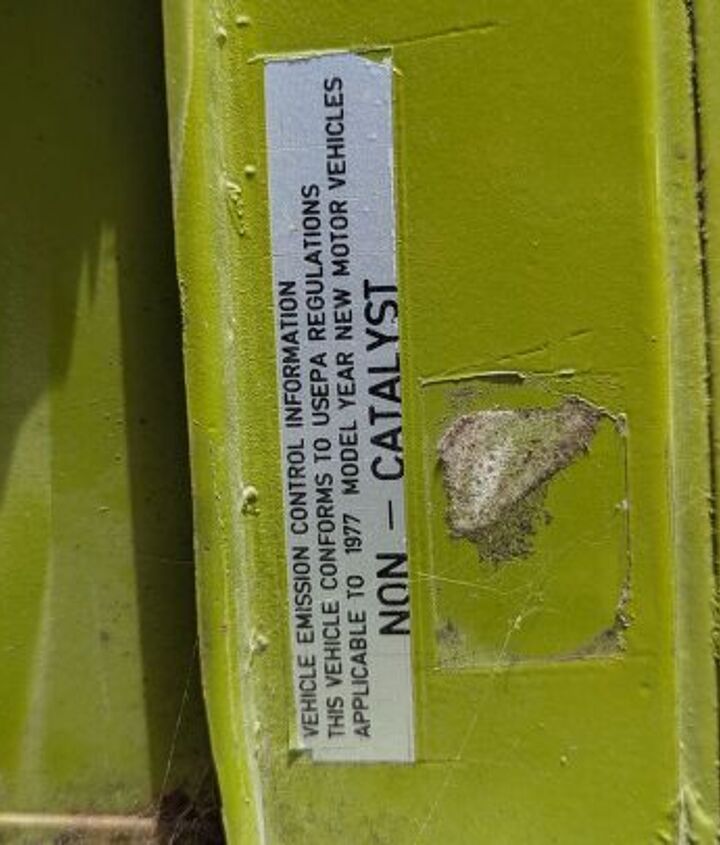 VEHICLE EMISSION CONTROL INFORMATION
THIS VEHICLE CONFORMS TO USEPA REGULATIONS
APPLICABLE TO 1977 MODEL YEAR NEW MOTOR VEHICLES
NON – CATALYST